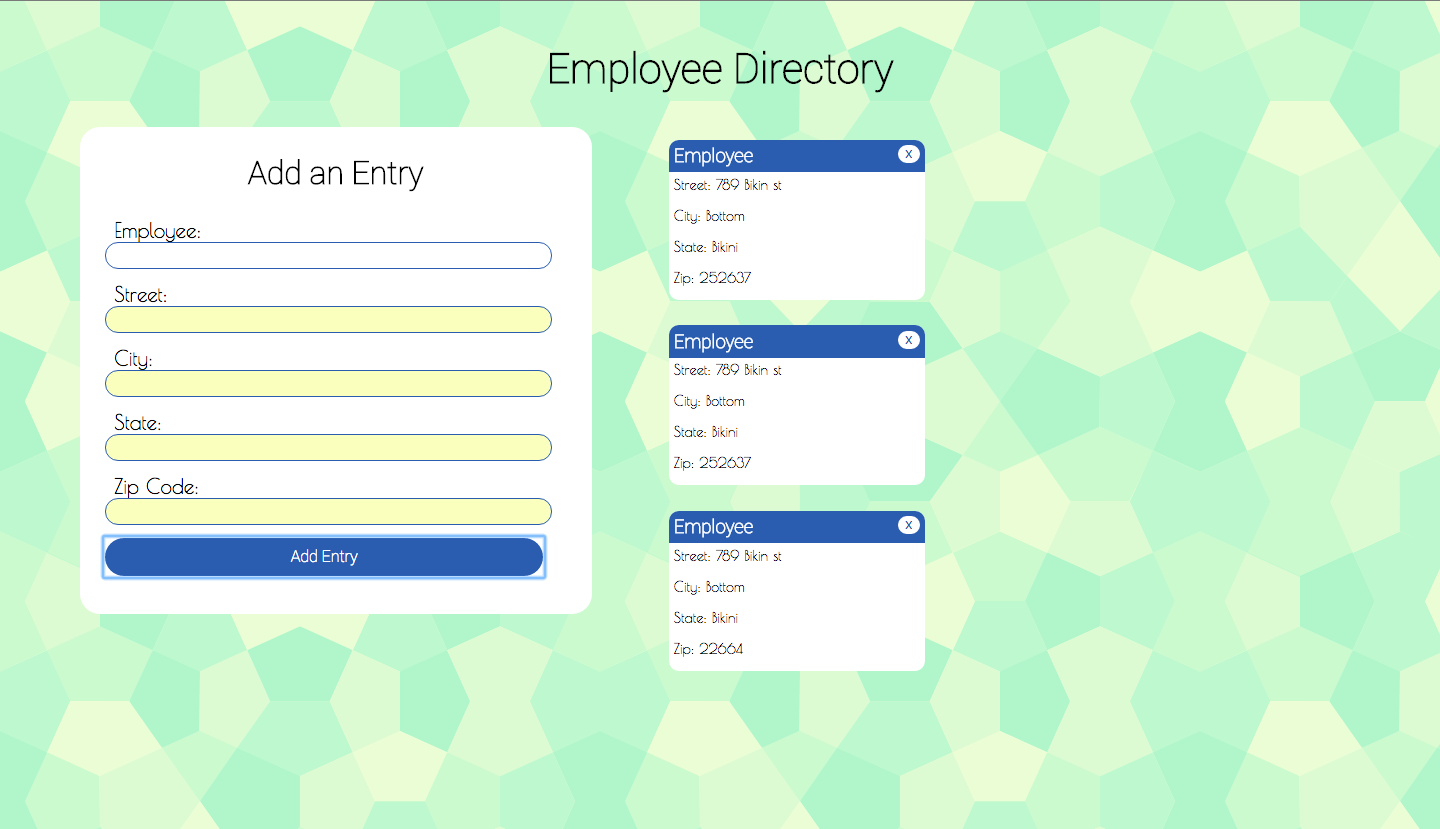 Employee Directory
Add an Entry
Employee:
Street:
City:
State:
Zip Code:
Add Entry
Employee
X
Street: 789 Bikin st
City: Bottom
State: Bikini
Zip: 252637
Employee
X
Street: 789 Bikin st
City: Bottom
State: Bikini
Zip: 252637
Employee
X
Street: 789 Bikin st
City: Bottom
State: Bikini
Zip: 22664